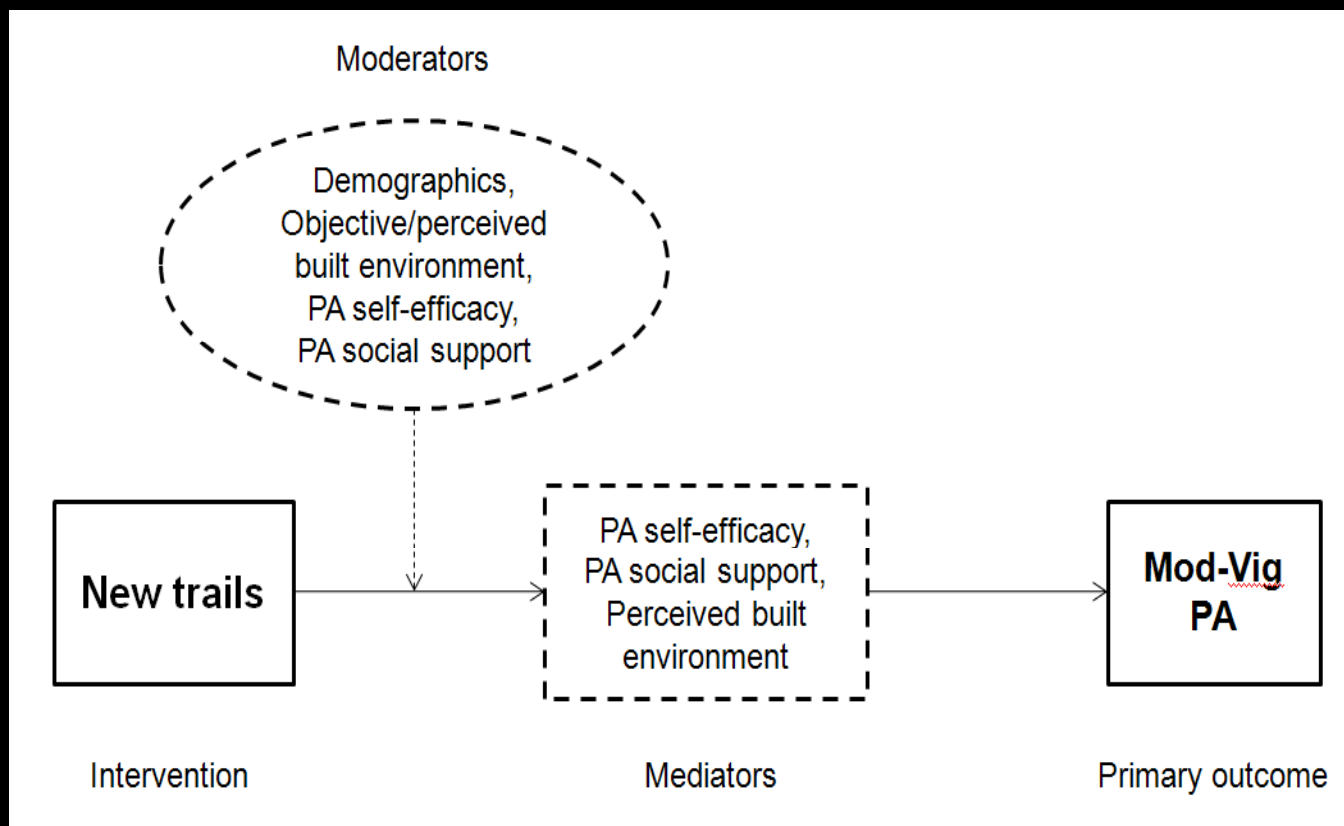 Moderators
Demographics,
Objective/perceived
built environment,
PA self-efficacy,
PA social support
New trails
PA self-efficacy,
PA social support,
Perceived built
environment
Mod-Vig
PA
Intervention
Mediators
Primary outcome